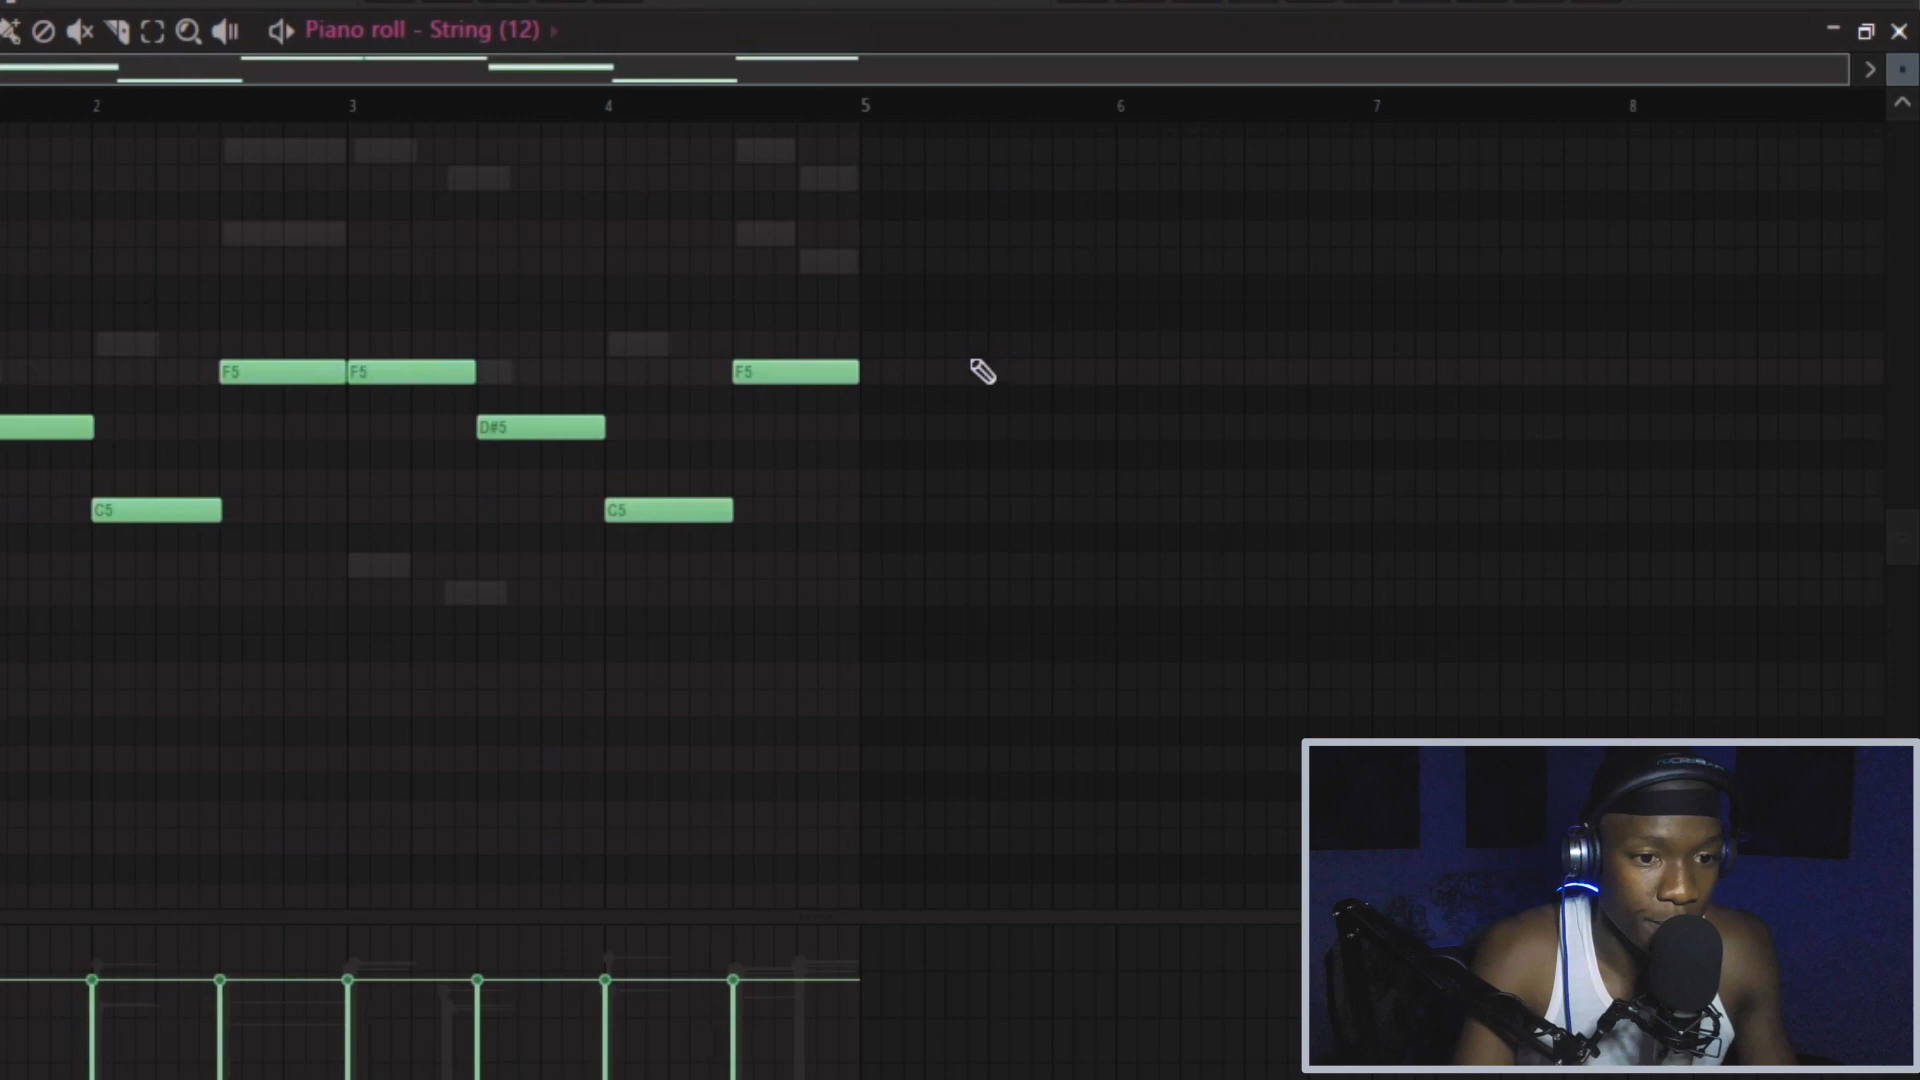 Piano roll - String (12)
2 3 4 5 6 7 8
F5 F5 F5
D#5
C5 C5